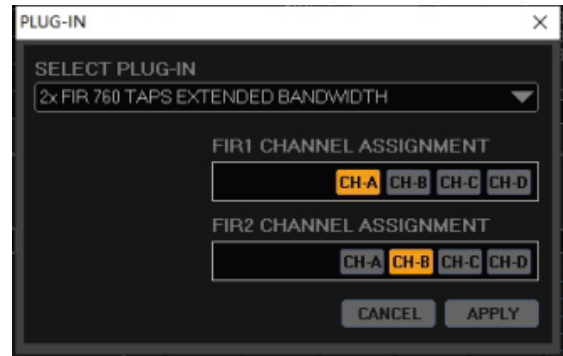 PLUG-IN
SELECT PLUG-IN
2x FIR 760 TAPS EXTENDED BANDWIDTH
FIR1 CHANNEL ASSIGNMENT
CH-A CH-B CH-C CH-D
FIR2 CHANNEL ASSIGNMENT
CH-A CH-B CH-C CH-D
CANCEL APPLY